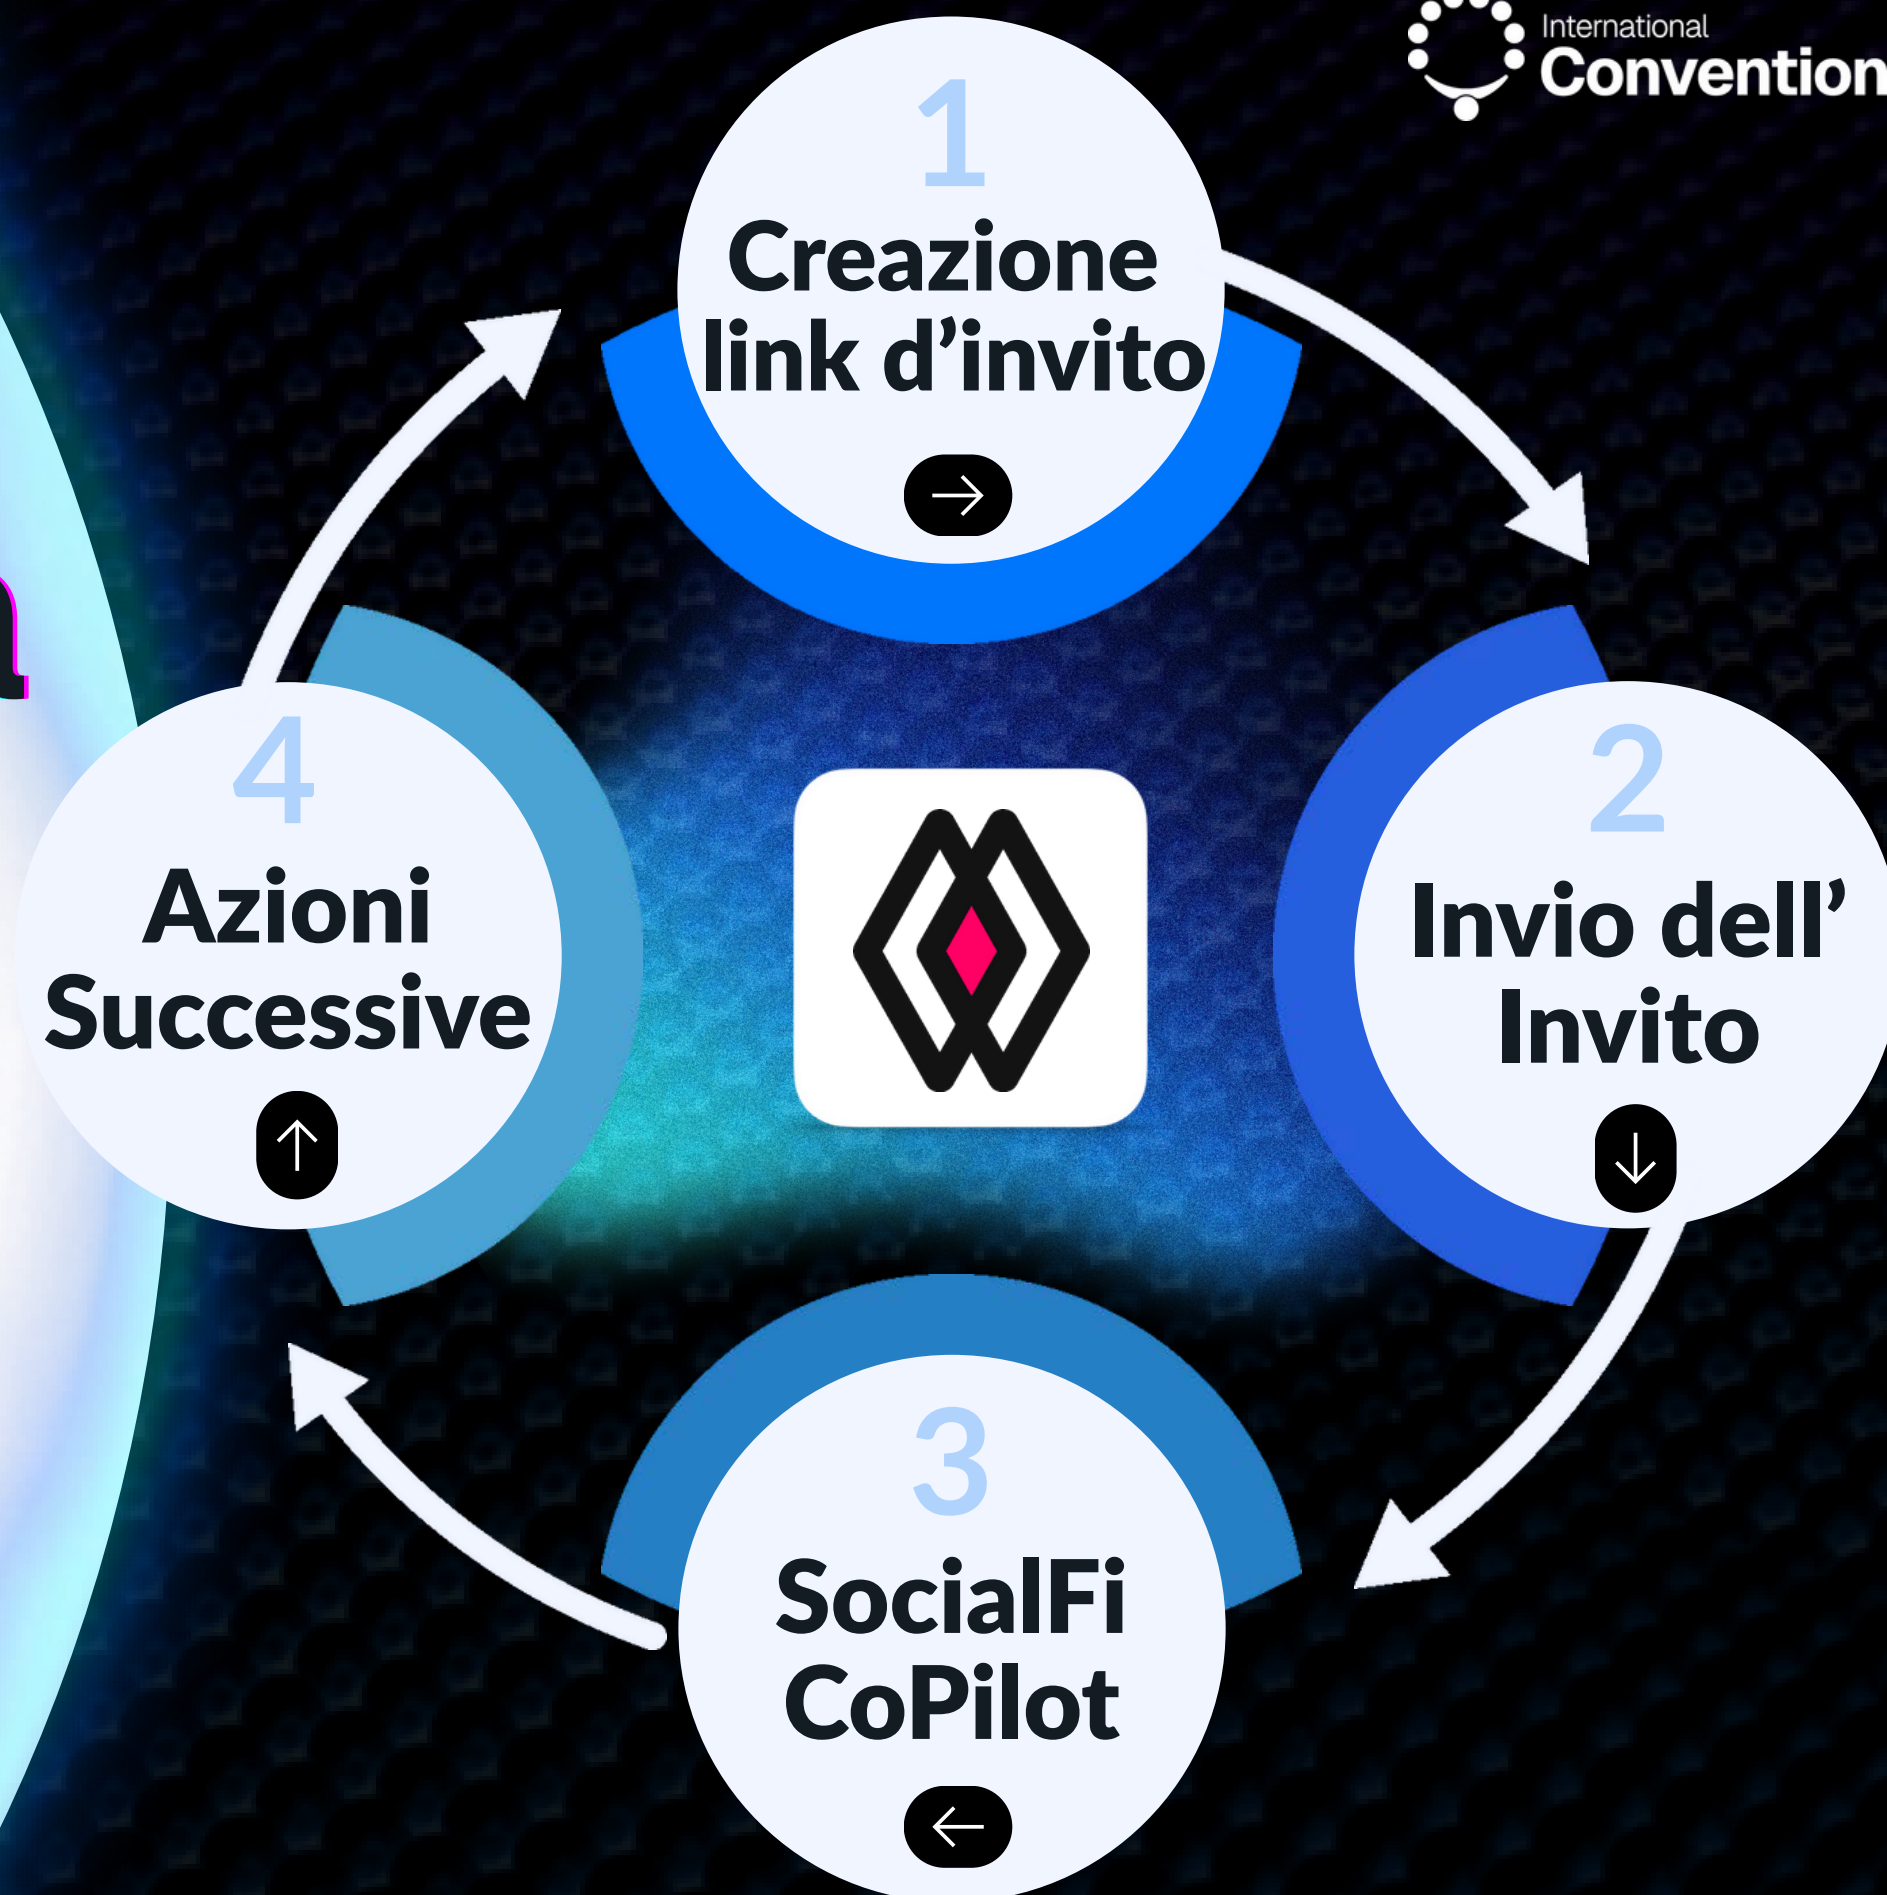 International
Convention
1
Creazione
link d’invito
2
Invio dell’
Invito
3
SocialFi
CoPilot
4
Azioni
Successive